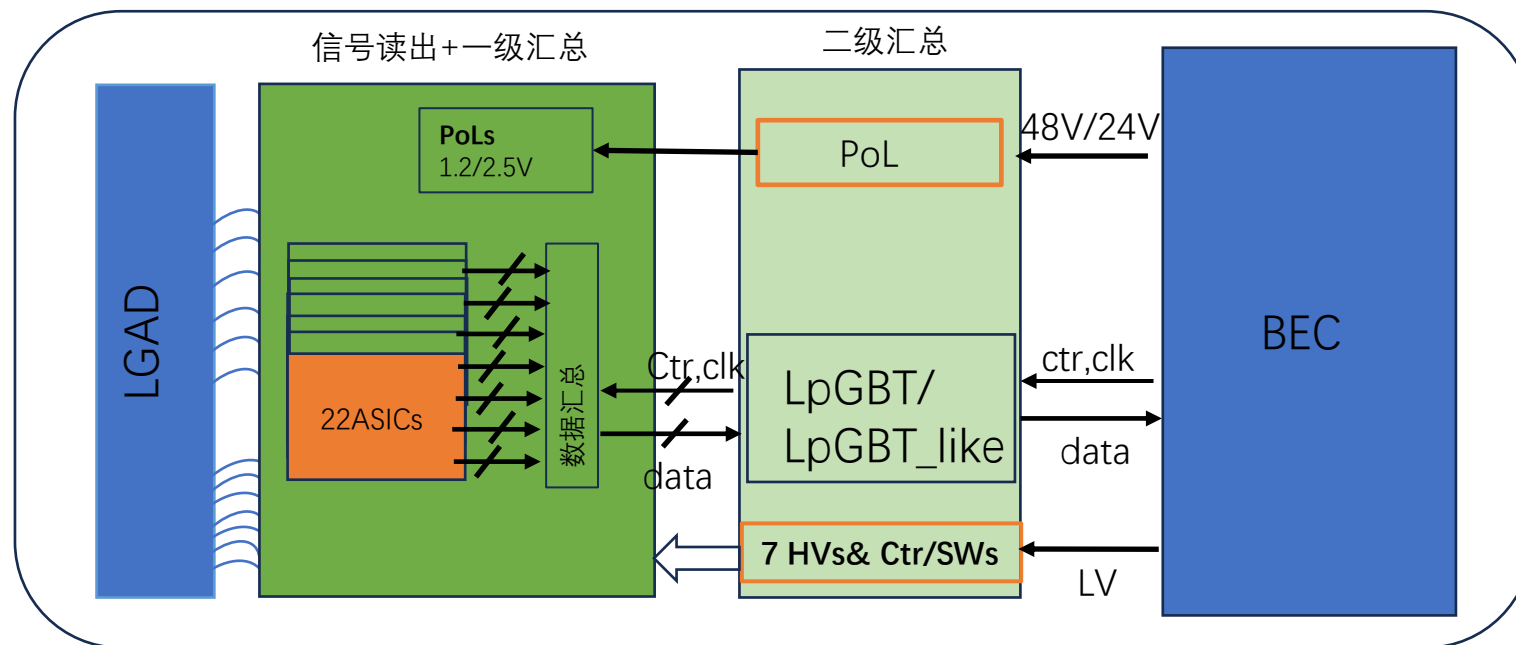 信号读出+一级汇总
二级汇总
LGAD
PoLs
1.2/2.5V
PoL
48V/24V
BEC
22ASICs
数据汇总
Ctr,clk
data
LpGBT/
LpGBT_like
ctr,clk
data
7 HVs& Ctr/SWs
LV